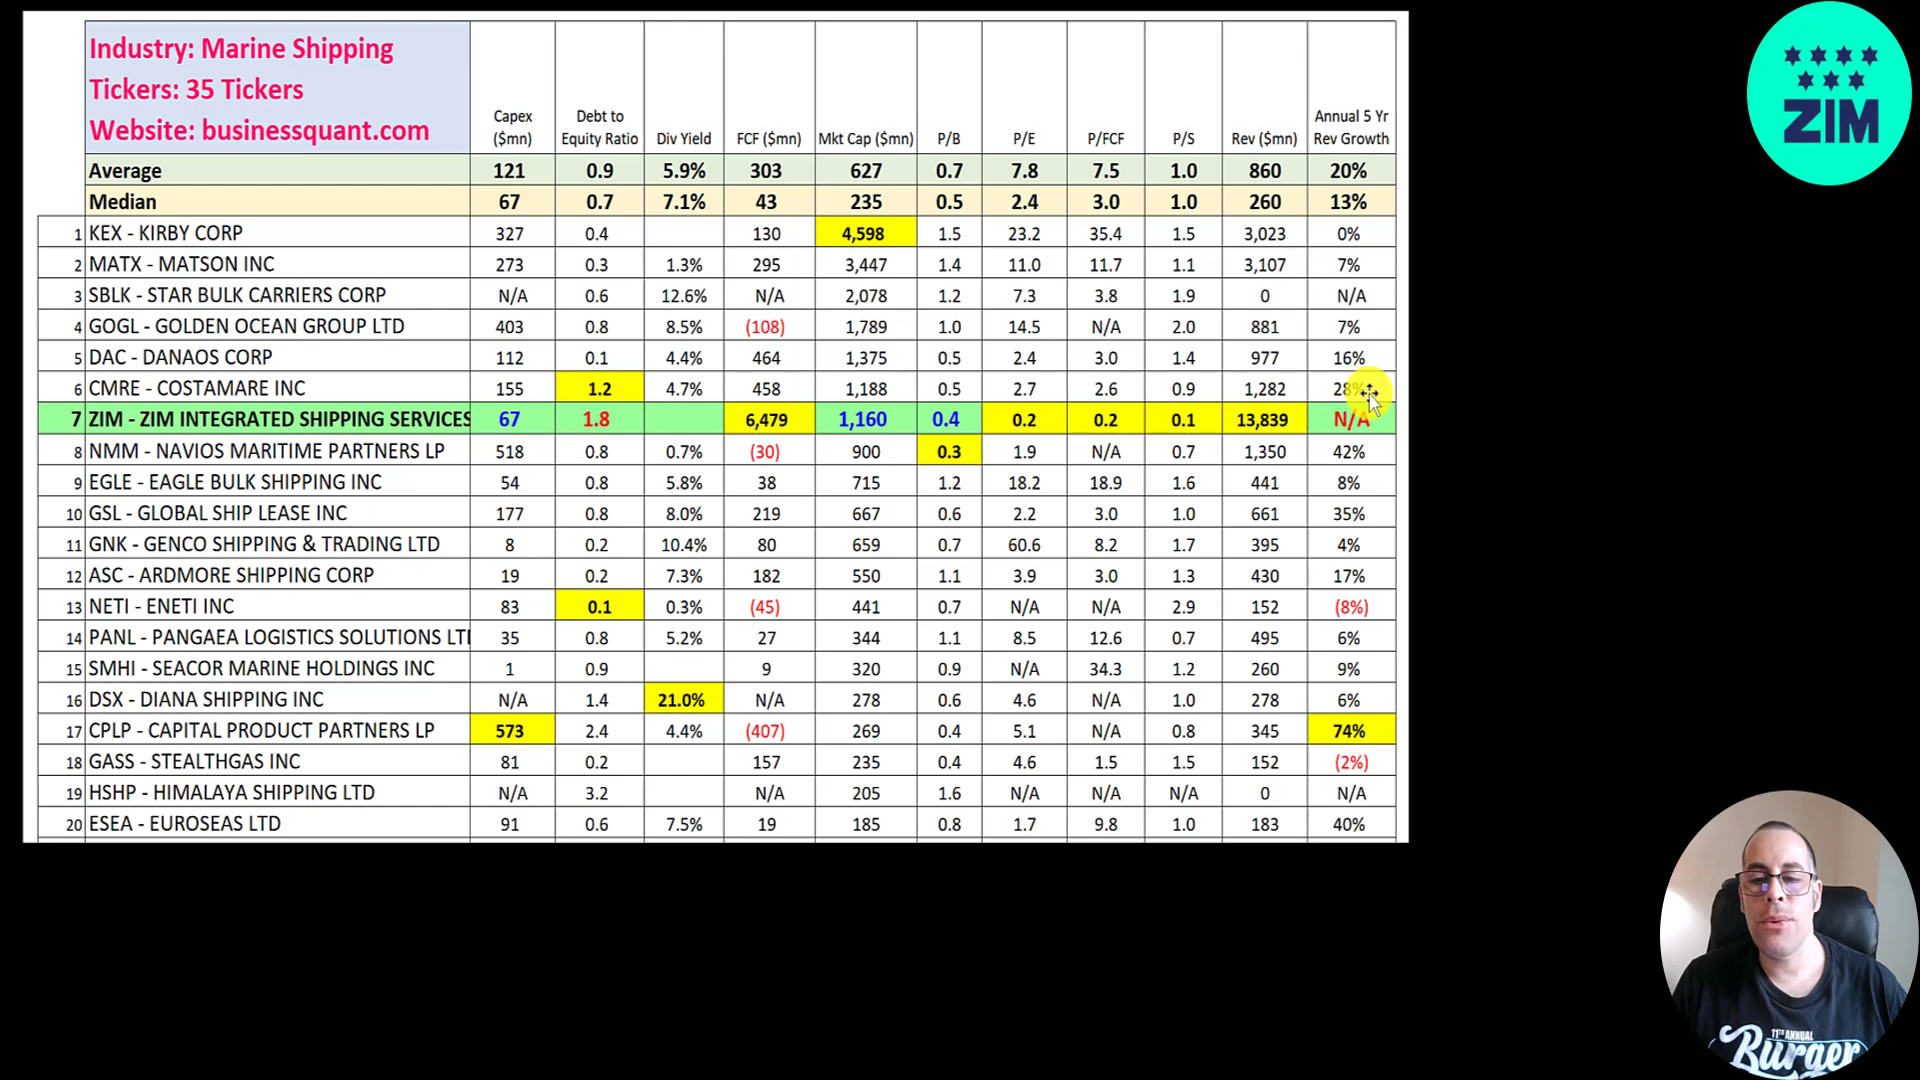 Industry: Marine Shipping
Tickers: 35 Tickers
Website: businessquant.com
Capex ($mn) Debt to Equity Ratio Div Yield FCF ($mn) Mkt Cap ($mn) P/B P/E P/FCF P/S Rev ($mn) Annual 5 Yr Rev Growth
Average 121 0.9 5.9% 303 627 0.7 7.8 7.5 1.0 860 20%
Median 67 0.7 7.1% 43 235 0.5 2.4 3.0 1.0 260 13%
1 KEX - KIRBY CORP 327 0.4 130 4,598 1.5 23.2 35.4 1.5 3,023 0%
2 MATX - MATSON INC 273 0.3 1.3% 295 3,447 1.4 11.0 11.7 1.1 3,107 7%
3 SBLK - STAR BULK CARRIERS CORP N/A 0.6 12.6% N/A 2,078 1.2 7.3 3.8 1.9 0 N/A
4 GOGL - GOLDEN OCEAN GROUP LTD 403 0.8 8.5% (108) 1,789 1.0 14.5 N/A 2.0 881 7%
5 DAC - DANAOS CORP 112 0.1 4.4% 464 1,375 0.5 2.4 3.0 1.4 977 16%
6 CMRE - COSTAMARE INC 155 1.2 4.7% 458 1,188 0.5 2.7 2.6 0.9 1,282 28%
7 ZIM - ZIM INTEGRATED SHIPPING SERVICES 67 1.8 6,479 1,160 0.4 0.2 0.2 0.1 13,839 N/A
8 NMM - NAVIOS MARITIME PARTNERS LP 518 0.8 0.7% (30) 900 0.3 1.9 N/A 0.7 1,350 42%
9 EGLE - EAGLE BULK SHIPPING INC 54 0.8 5.8% 38 715 1.2 18.2 18.9 1.6 441 8%
10 GSL - GLOBAL SHIP LEASE INC 177 0.8 8.0% 219 667 0.6 2.2 3.0 1.0 661 35%
11 GNK - GENCO SHIPPING & TRADING LTD 8 0.2 10.4% 80 659 0.7 60.6 8.2 1.7 395 4%
12 ASC - ARDMORE SHIPPING CORP 19 0.2 7.3% 182 550 1.1 3.9 3.0 1.3 430 17%
13 NETI - ENETI INC 83 0.1 0.3% (45) 441 0.7 N/A N/A 2.9 152 (8%)
14 PANL - PANGAEA LOGISTICS SOLUTIONS LTD 35 0.8 5.2% 27 344 1.1 8.5 12.6 0.7 495 6%
15 SMHI - SEACOR MARINE HOLDINGS INC 1 0.9 9 320 0.9 N/A 34.3 1.2 260 9%
16 DSX - DIANA SHIPPING INC N/A 1.4 21.0% N/A 278 0.6 4.6 N/A 1.0 278 6%
17 CPLP - CAPITAL PRODUCT PARTNERS LP 573 2.4 4.4% (407) 269 0.4 5.1 N/A 0.8 345 74%
18 GASS - STEALTHGAS INC 81 0.2 157 235 0.4 4.6 1.5 1.5 152 (2%)
19 HSHP - HIMALAYA SHIPPING LTD N/A 3.2 N/A 205 1.6 N/A N/A N/A 0 N/A
20 ESEA - EUROSEAS LTD 91 0.6 7.5% 19 185 0.8 1.7 9.8 1.0 183 40%
ZIM
11TH ANNUAL
Burger